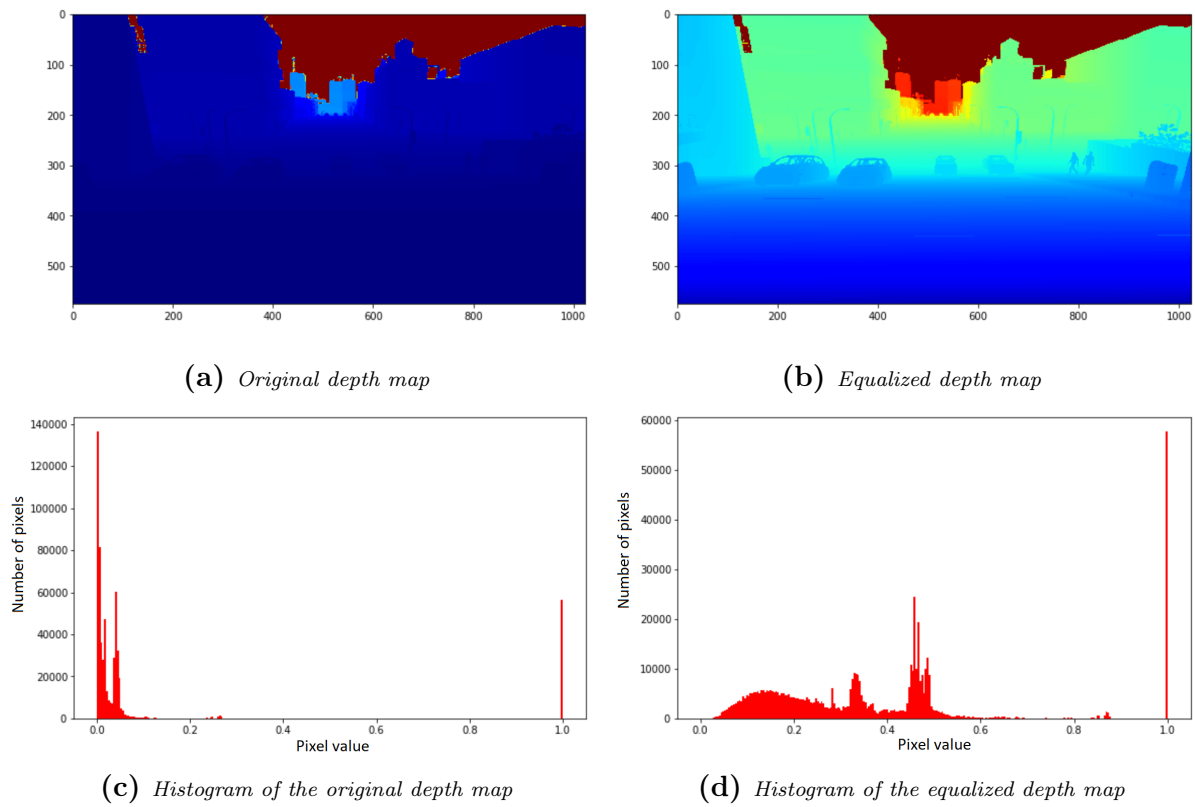 0
100
200
300
400
500
0 200 400 600 800 1000
0
100
200
300
400
500
0 200 400 600 800 1000
(a) Original depth map
(b) Equalized depth map
140000
120000
100000
80000
60000
40000
20000
0
Number of pixels
0.0 0.2 0.4 0.6 0.8 1.0
Pixel value
60000
50000
40000
30000
20000
10000
0
Number of pixels
0.0 0.2 0.4 0.6 0.8 1.0
Pixel value
(c) Histogram of the original depth map
(d) Histogram of the equalized depth map